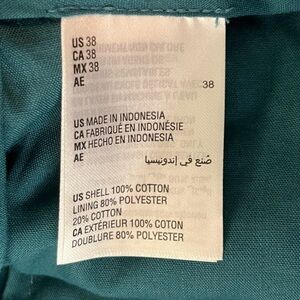 US 38
CA 38
MX 38
AE
38
US MADE IN INDONESIA
CA FABRIQUÉ EN INDONÉSIE
MX HECHO EN INDONESIA
AE
صُنع في إندونيسيا
US SHELL 100% COTTON
LINING 80% POLYESTER
20% COTTON
CA EXTÉRIEUR 100% COTON
DOUBLURE 80% POLYESTER